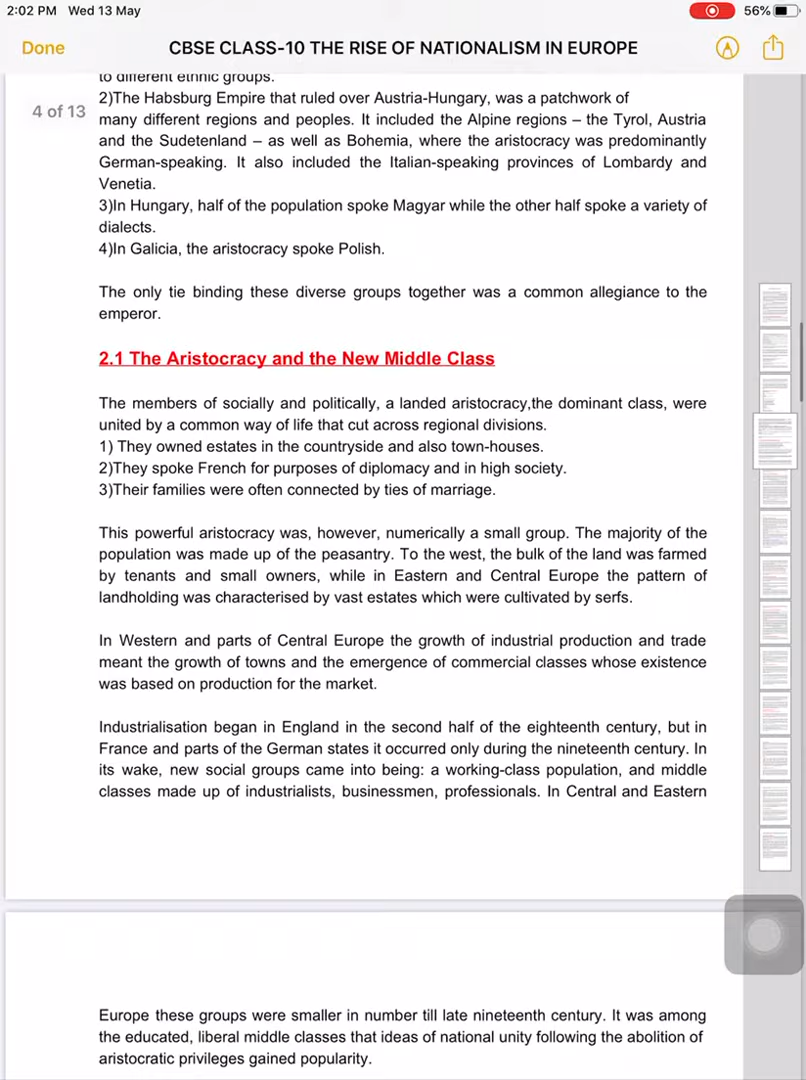 2:02 PM Wed 13 May
56%
Done
CBSE CLASS-10 THE RISE OF NATIONALISM IN EUROPE
4 of 13
to different ethnic groups.
2)The Habsburg Empire that ruled over Austria-Hungary, was a patchwork of
many different regions and peoples. It included the Alpine regions – the Tyrol, Austria
and the Sudetenland – as well as Bohemia, where the aristocracy was predominantly
German-speaking. It also included the Italian-speaking provinces of Lombardy and
Venetia.
3)In Hungary, half of the population spoke Magyar while the other half spoke a variety of
dialects.
4)In Galicia, the aristocracy spoke Polish.
The only tie binding these diverse groups together was a common allegiance to the
emperor.
2.1 The Aristocracy and the New Middle Class
The members of socially and politically, a landed aristocracy,the dominant class, were
united by a common way of life that cut across regional divisions.
1) They owned estates in the countryside and also town-houses.
2)They spoke French for purposes of diplomacy and in high society.
3)Their families were often connected by ties of marriage.
This powerful aristocracy was, however, numerically a small group. The majority of the
population was made up of the peasantry. To the west, the bulk of the land was farmed
by tenants and small owners, while in Eastern and Central Europe the pattern of
landholding was characterised by vast estates which were cultivated by serfs.
In Western and parts of Central Europe the growth of industrial production and trade
meant the growth of towns and the emergence of commercial classes whose existence
was based on production for the market.
Industrialisation began in England in the second half of the eighteenth century, but in
France and parts of the German states it occurred only during the nineteenth century. In
its wake, new social groups came into being: a working-class population, and middle
classes made up of industrialists, businessmen, professionals. In Central and Eastern
Europe these groups were smaller in number till late nineteenth century. It was among
the educated, liberal middle classes that ideas of national unity following the abolition of
aristocratic privileges gained popularity.